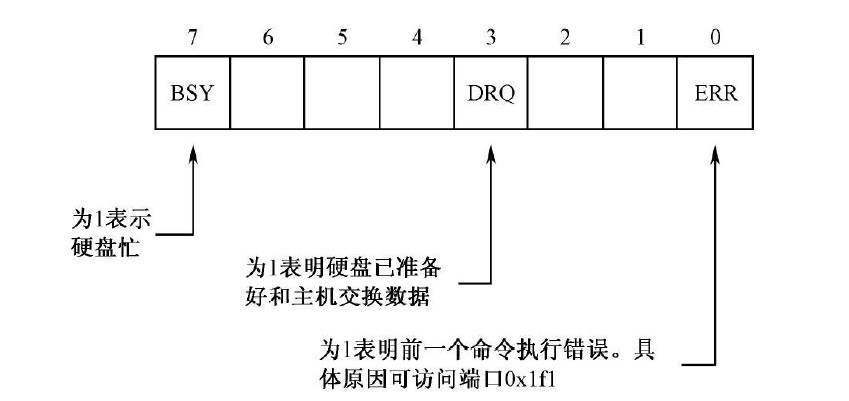 7 6 5 4 3 2 1 0
BSY DRQ ERR
为1表示
硬盘忙
为1表明硬盘已准备
好和主机交换数据
为1表明前一个命令执行错误。具
体原因可访问端口0x1f1